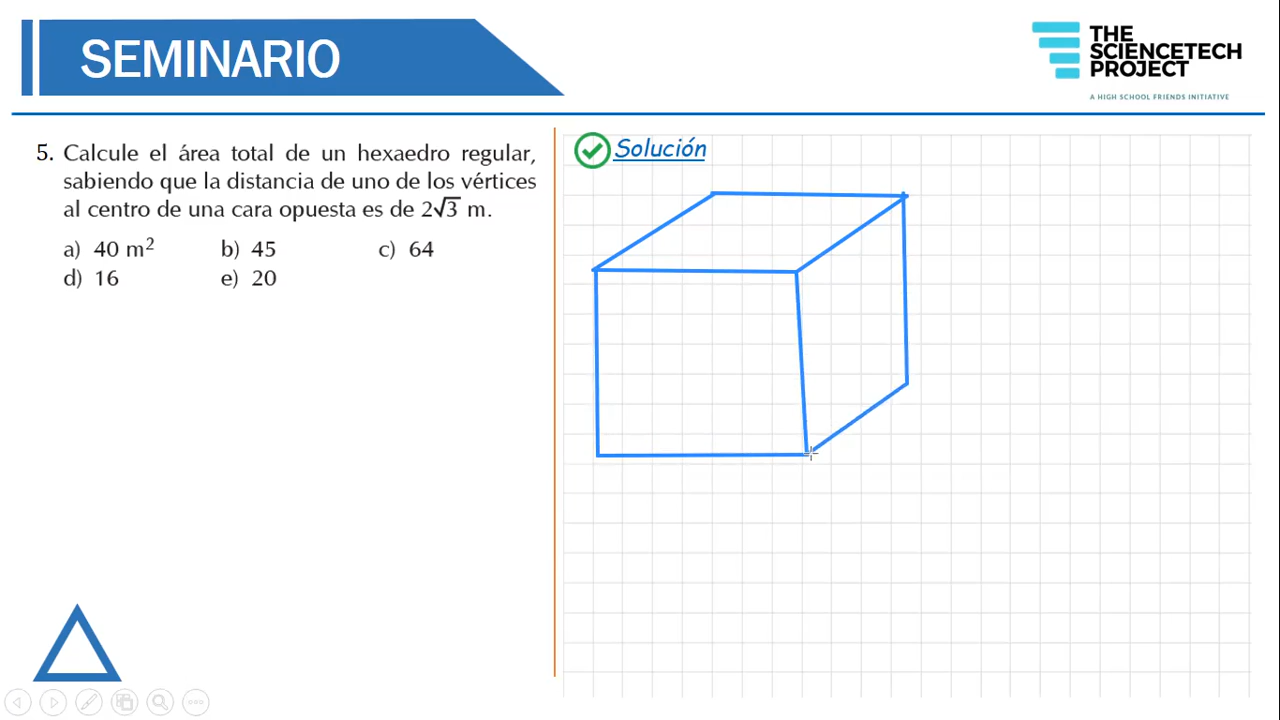 SEMINARIO
THE
SCIENCETECH
PROJECT
A HIGH SCHOOL FRIENDS INITIATIVE
5. Calcule el área total de un hexaedro regular,
sabiendo que la distancia de uno de los vértices
al centro de una cara opuesta es de 2√3 m.
a) 40 m² b) 45 c) 64
d) 16 e) 20
Solución